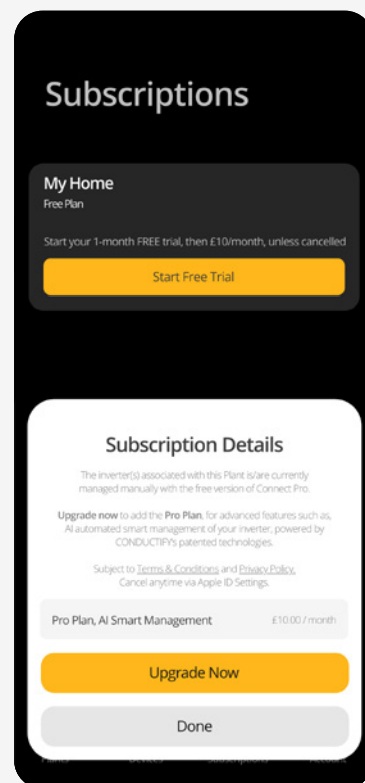 Subscriptions
My Home
Free Plan
Start your 1-month FREE trial, then £10/month, unless cancelled
Start Free Trial
Subscription Details
The inverter(s) associated with this Plant is/are currently
managed manually with the free version of Connect Pro.
Upgrade now to add the Pro Plan, for advanced features such as,
AI automated smart management of your inverter, powered by
CONDUCTIFY's patented technologies.
Subject to Terms & Conditions and Privacy Policy.
Cancel anytime via Apple ID Settings.
Pro Plan, AI Smart Management £10.00 / month
Upgrade Now
Done